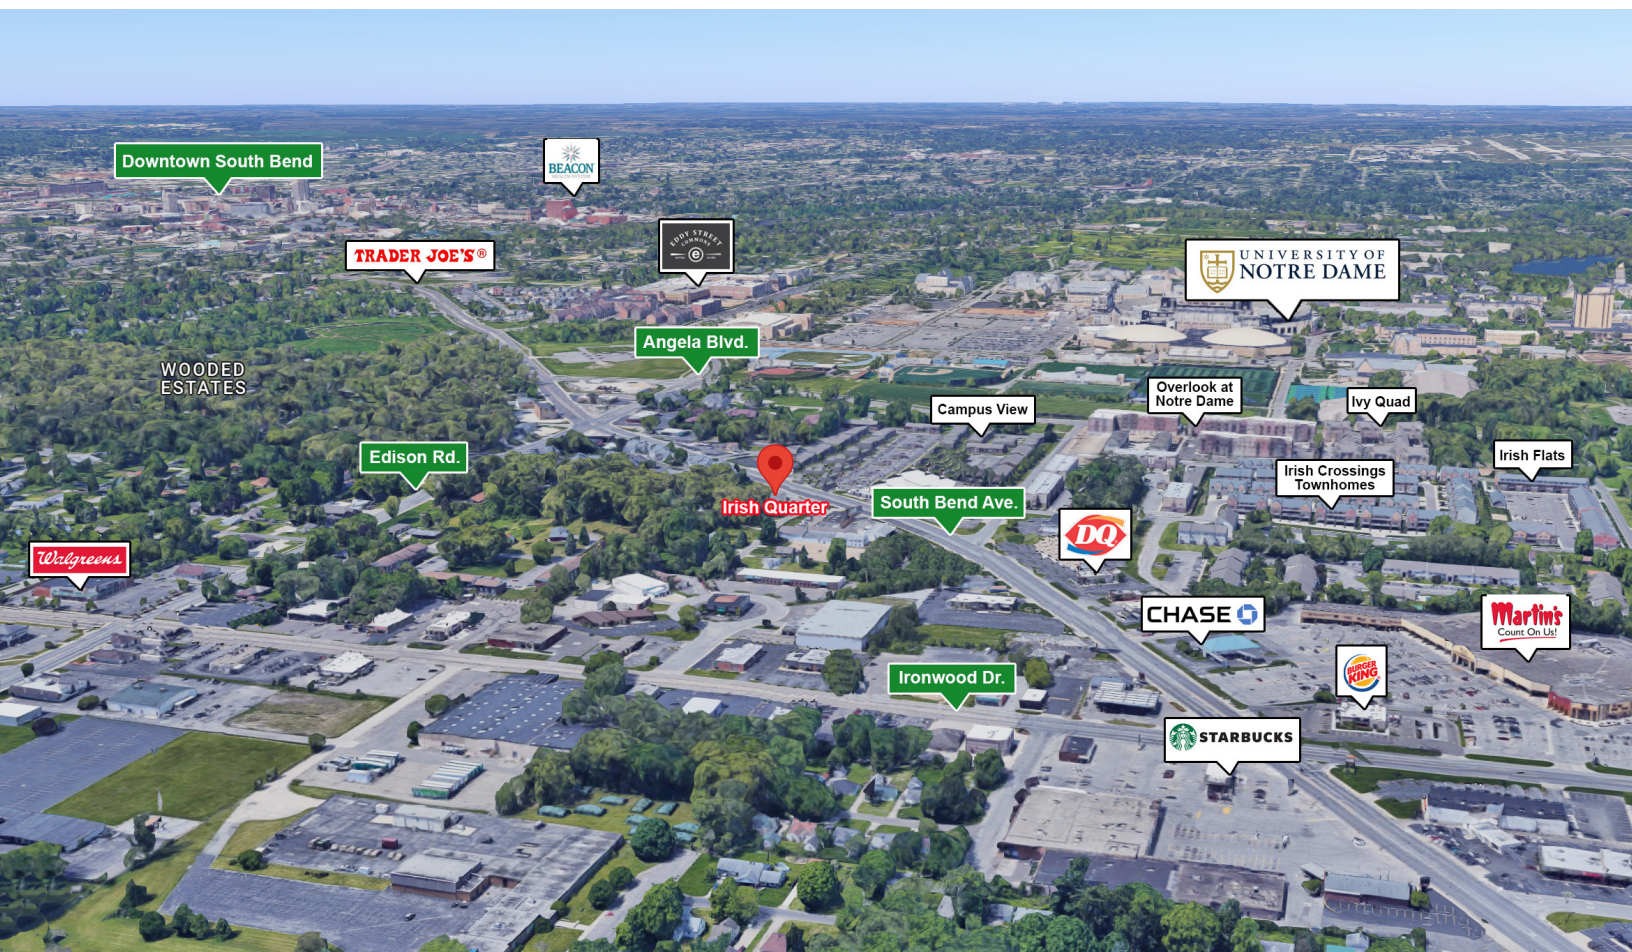 Downtown South Bend
BEACON
HEALTH SYSTEM
TRADER JOE'S®
EDDY STREET
COMMONS
e
UNIVERSITY OF
NOTRE DAME
Angela Blvd.
WOODED
ESTATES
Campus View
Overlook at
Notre Dame
Ivy Quad
Edison Rd.
Irish Flats
Irish Crossings
Townhomes
Irish Quarter
South Bend Ave.
DQ
Walgreens
CHASE
Martin's
Count On Us!
BURGER
KING
Ironwood Dr.
STARBUCKS